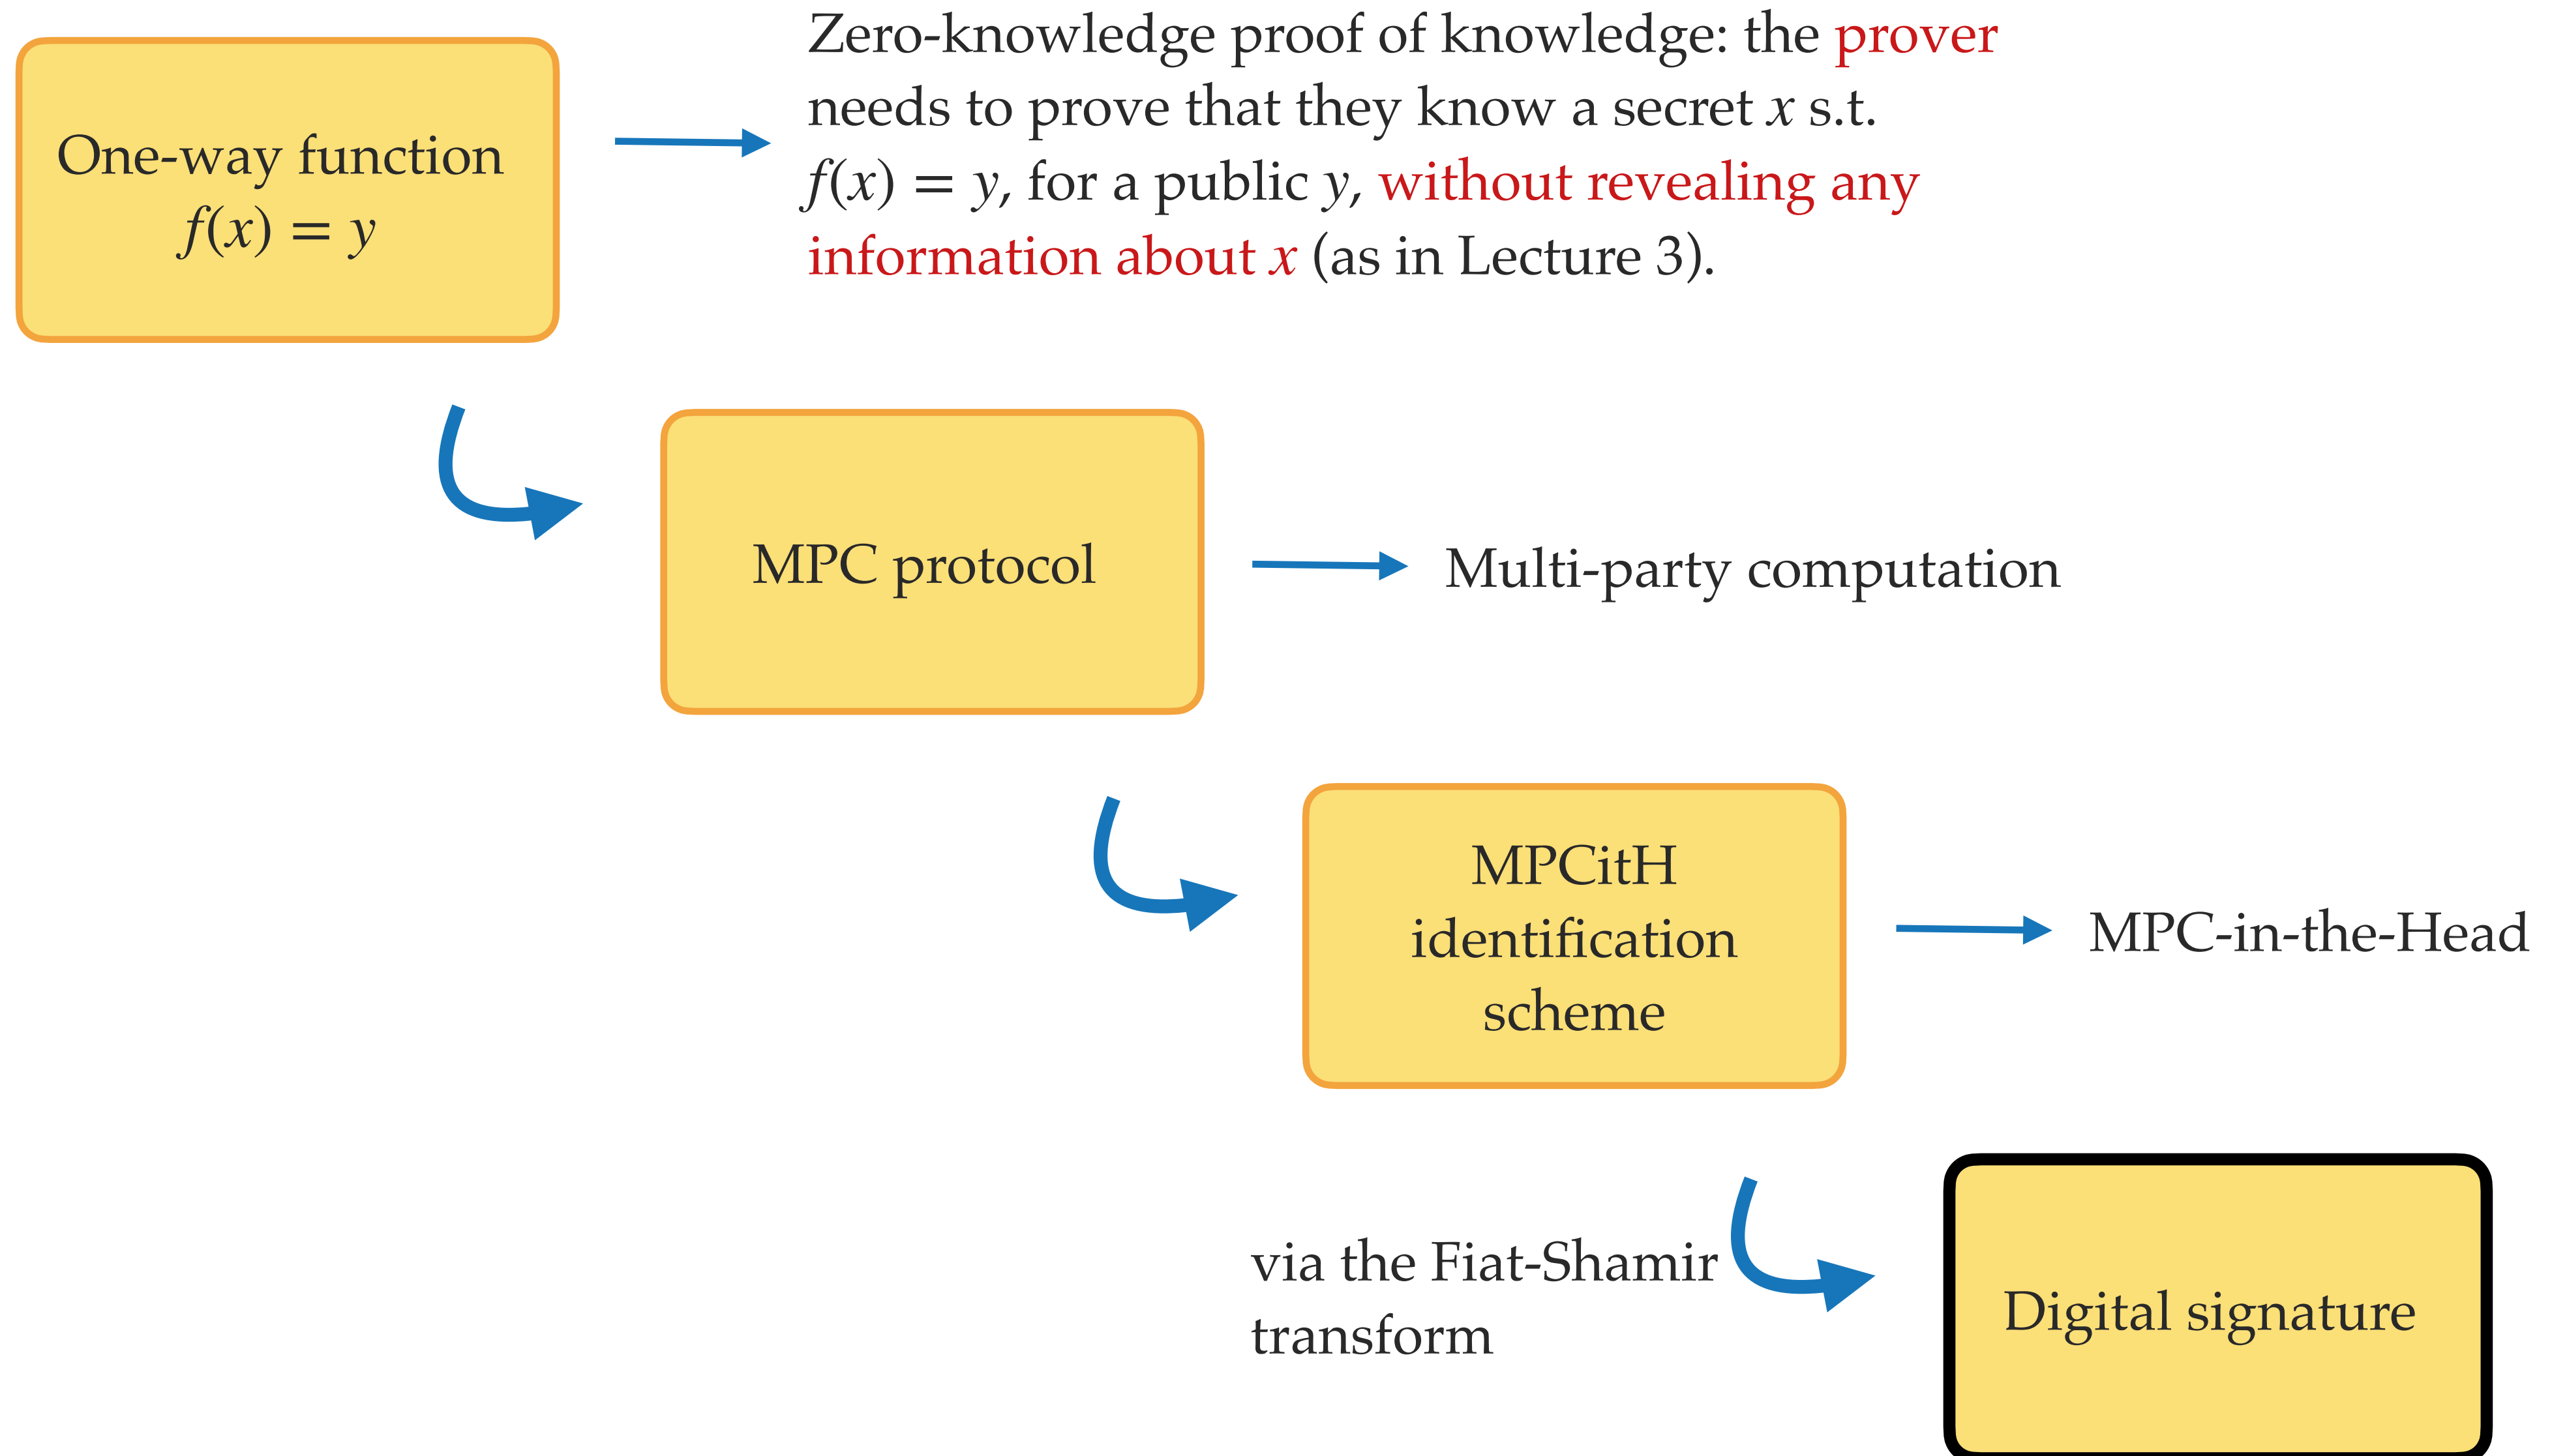 One-way function
f(x) = y
Zero-knowledge proof of knowledge: the prover
needs to prove that they know a secret x s.t.
f(x) = y, for a public y, without revealing any
information about x (as in Lecture 3).
MPC protocol
Multi-party computation
MPCitH
identification
scheme
MPC-in-the-Head
via the Fiat-Shamir
transform
Digital signature